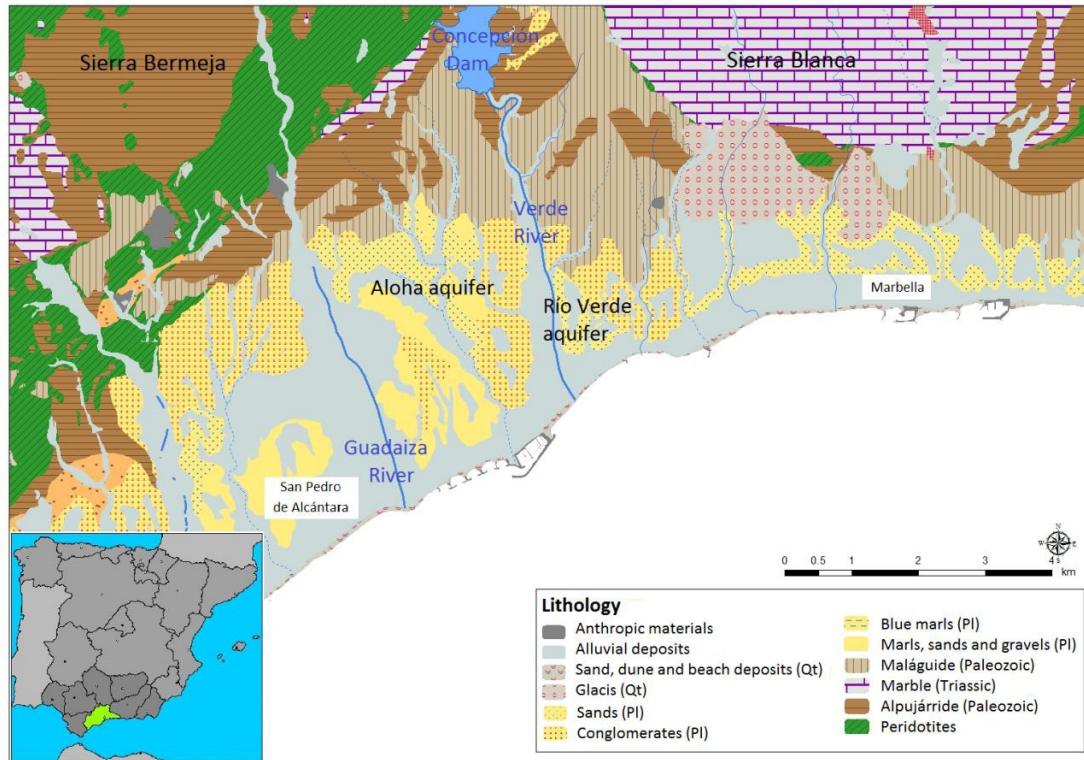 Concepción
Dam
Sierra Bermeja
Sierra Blanca
Verde
River
Aloha aquifer
Río Verde
aquifer
Marbella
Guadaiza
River
San Pedro
de Alcántara
N
W E
S
0 0.5 1 2 3 4
km
Lithology
Anthropic materials
Alluvial deposits
Sand, dune and beach deposits (Qt)
Glacis (Qt)
Sands (Pl)
Conglomerates (Pl)
Blue marls (Pl)
Marls, sands and gravels (Pl)
Maláguide (Paleozoic)
Marble (Triassic)
Alpujárride (Paleozoic)
Peridotites